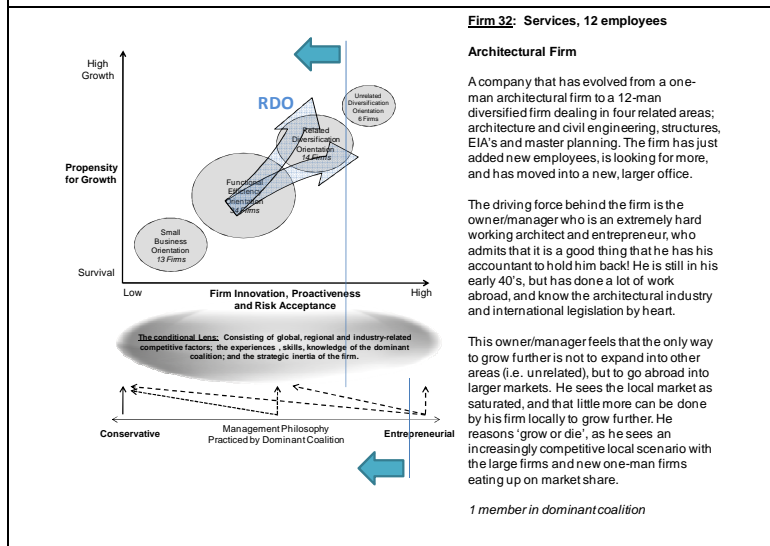 High
Growth
RDO
Unrelated
Diversification
Orientation
6 Firms
Related
Diversification
Orientation
14 Firms
Propensity
for Growth
Functional
Efficiency
Orientation
34 Firms
Small
Business
Orientation
13 Firms
Survival
Low
Firm Innovation, Proactiveness
and Risk Acceptance
High
The conditional Lens: Consisting of global, regional and industry-related
competitive factors; the experiences , skills, knowledge of the dominant
coalition; and the strategic inertia of the firm.
Conservative
Management Philosophy
Practiced by Dominant Coalition
Entrepreneurial
Firm 32: Services, 12 employees
Architectural Firm
A company that has evolved from a one-
man architectural firm to a 12-man
diversified firm dealing in four related areas;
architecture and civil engineering, structures,
EIA's and master planning. The firm has just
added new employees, is looking for more,
and has moved into a new, larger office.
The driving force behind the firm is the
owner/manager who is an extremely hard
working architect and entrepreneur, who
admits that it is a good thing that he has his
accountant to hold him back! He is still in his
early 40's, but has done a lot of work
abroad, and know the architectural industry
and international legislation by heart.
This owner/manager feels that the only way
to grow further is not to expand into other
areas (i.e. unrelated), but to go abroad into
larger markets. He sees the local market as
saturated, and that little more can be done
by his firm locally to grow further. He
reasons 'grow or die', as he sees an
increasingly competitive local scenario with
the large firms and new one-man firms
eating up on market share.
1 member in dominant coalition